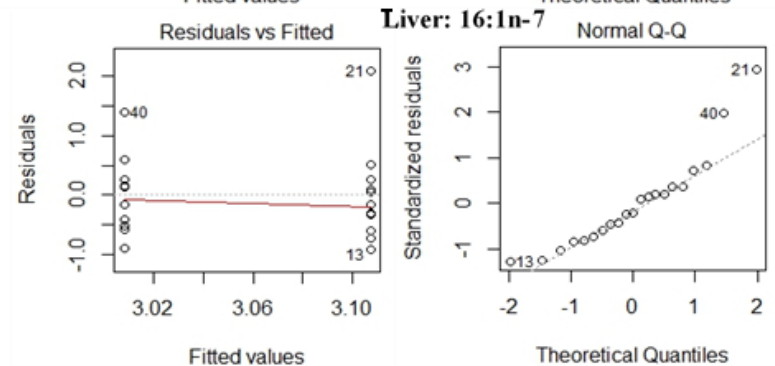 Fitted values
Theoretical Quantiles
Liver: 16:1n-7
Residuals vs Fitted
Residuals
2.0
1.0
0.0
-1.0
21
40
13
3.02
3.06
3.10
Fitted values
Normal Q-Q
Standardized residuals
3
2
1
0
-1
21
40
13
-2
-1
0
1
2
Theoretical Quantiles